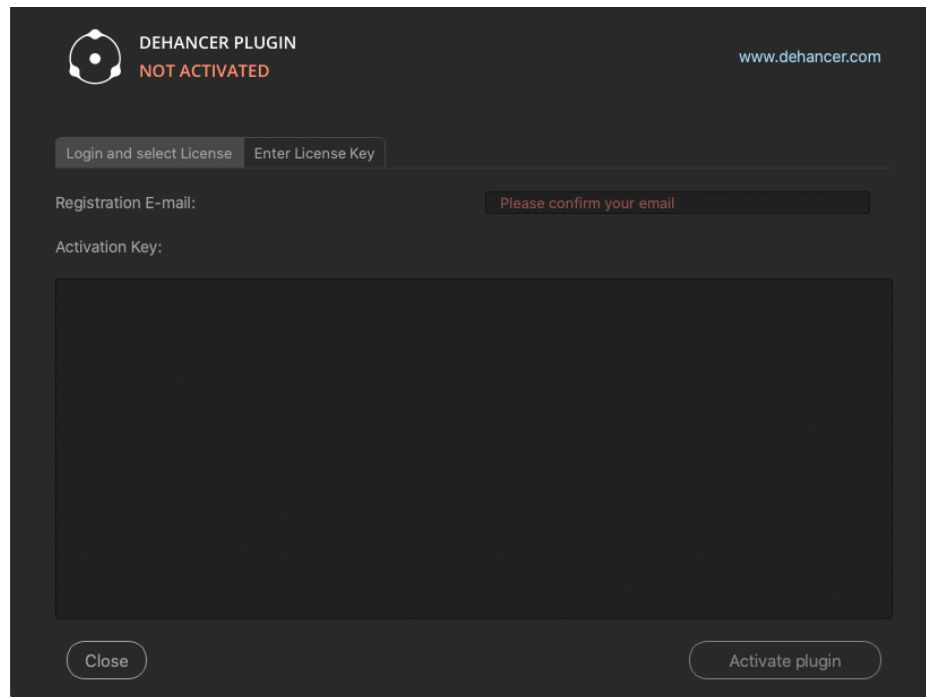 DEHANCER PLUGIN
NOT ACTIVATED
www.dehancer.com
Login and select License
Enter License Key
Registration E-mail:
Please confirm your email
Activation Key:
Close
Activate plugin